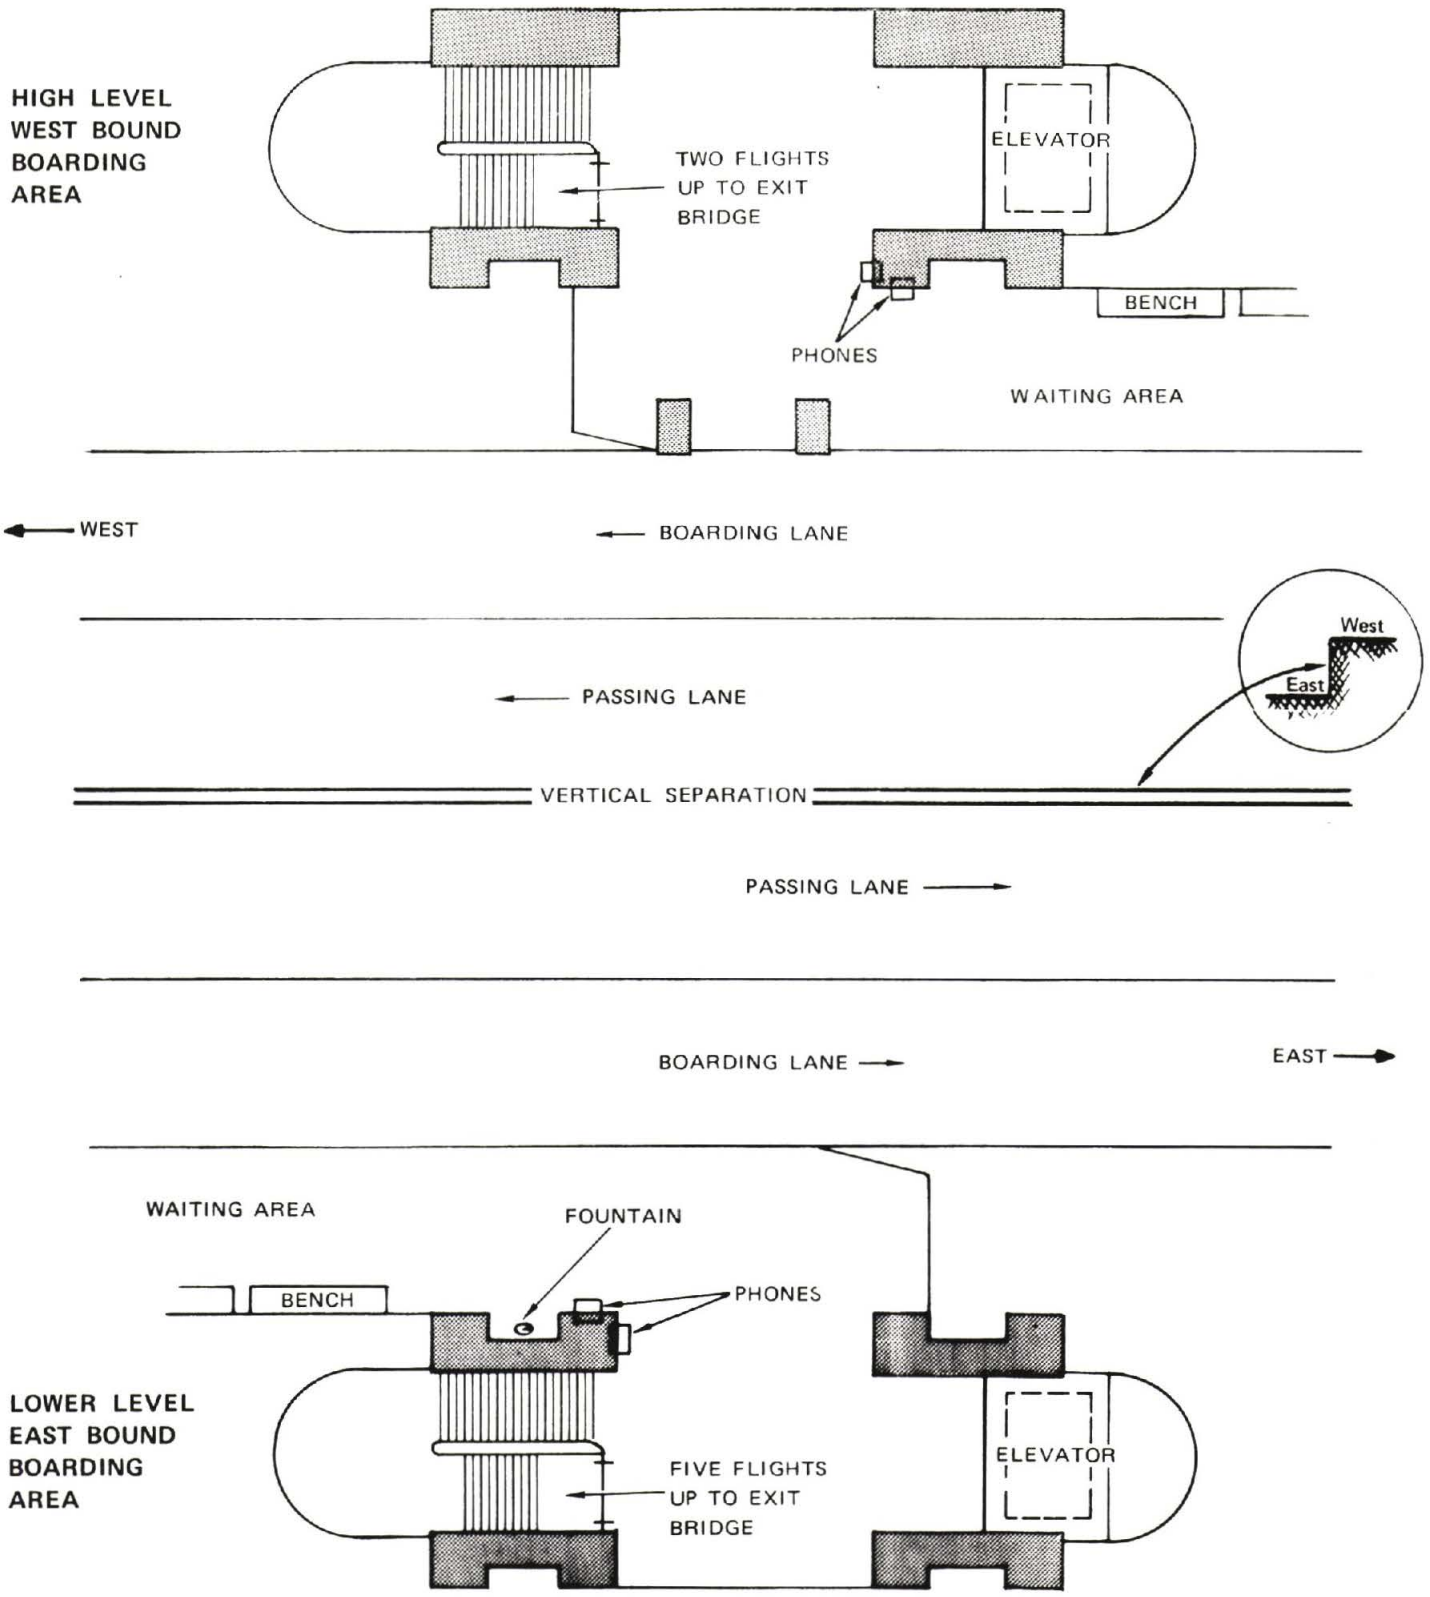 HIGH LEVEL
WEST BOUND
BOARDING
AREA
TWO FLIGHTS
UP TO EXIT
BRIDGE
ELEVATOR
PHONES
BENCH
WAITING AREA
WEST
BOARDING LANE
PASSING LANE
West
East
VERTICAL SEPARATION
PASSING LANE
BOARDING LANE
EAST
WAITING AREA
FOUNTAIN
PHONES
BENCH
LOWER LEVEL
EAST BOUND
BOARDING
AREA
FIVE FLIGHTS
UP TO EXIT
BRIDGE
ELEVATOR